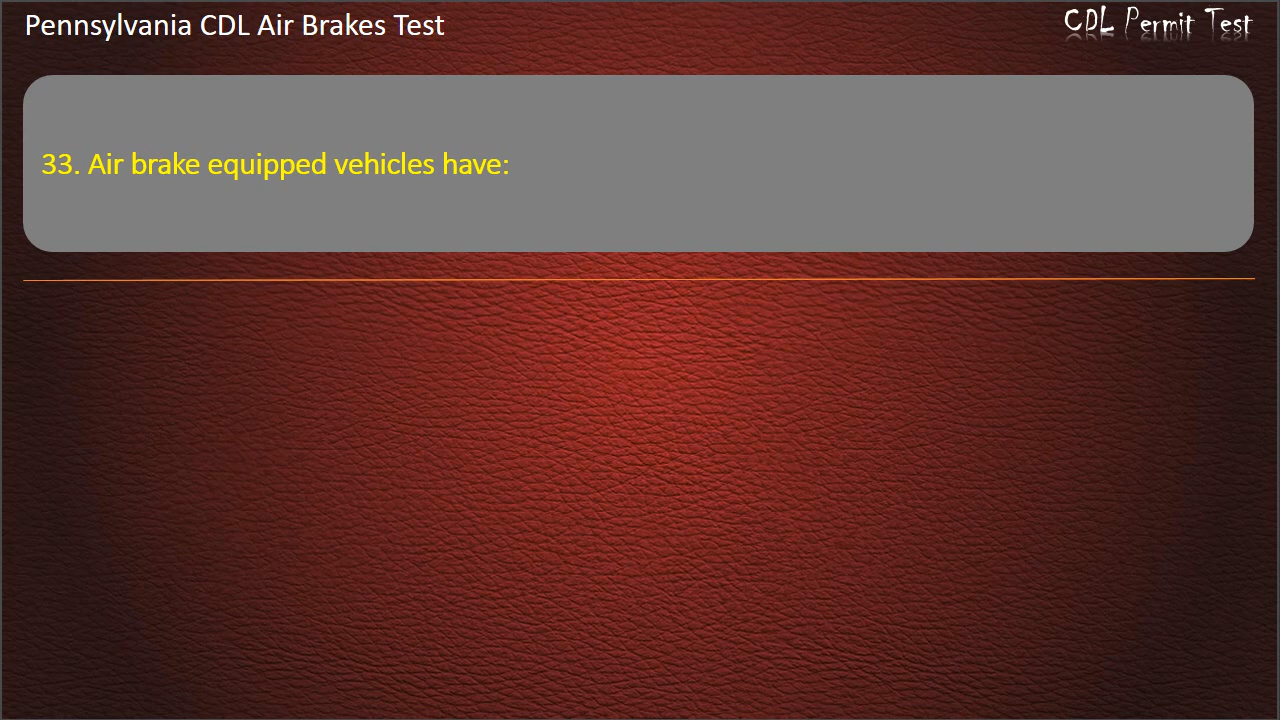 Pennsylvania CDL Air Brakes Test
CDL Permit Test
33. Air brake equipped vehicles have: